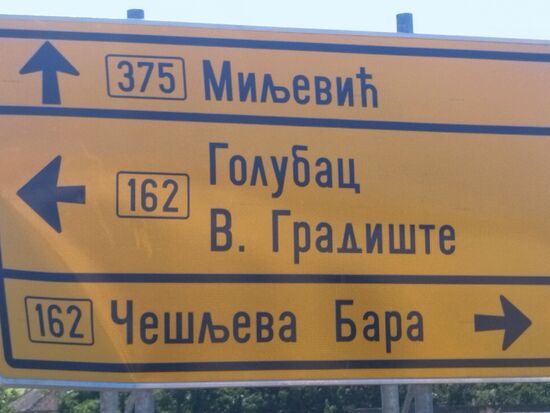 375 Миљевић
Голубац
162
В. Градиште
162 Чешљева Бара